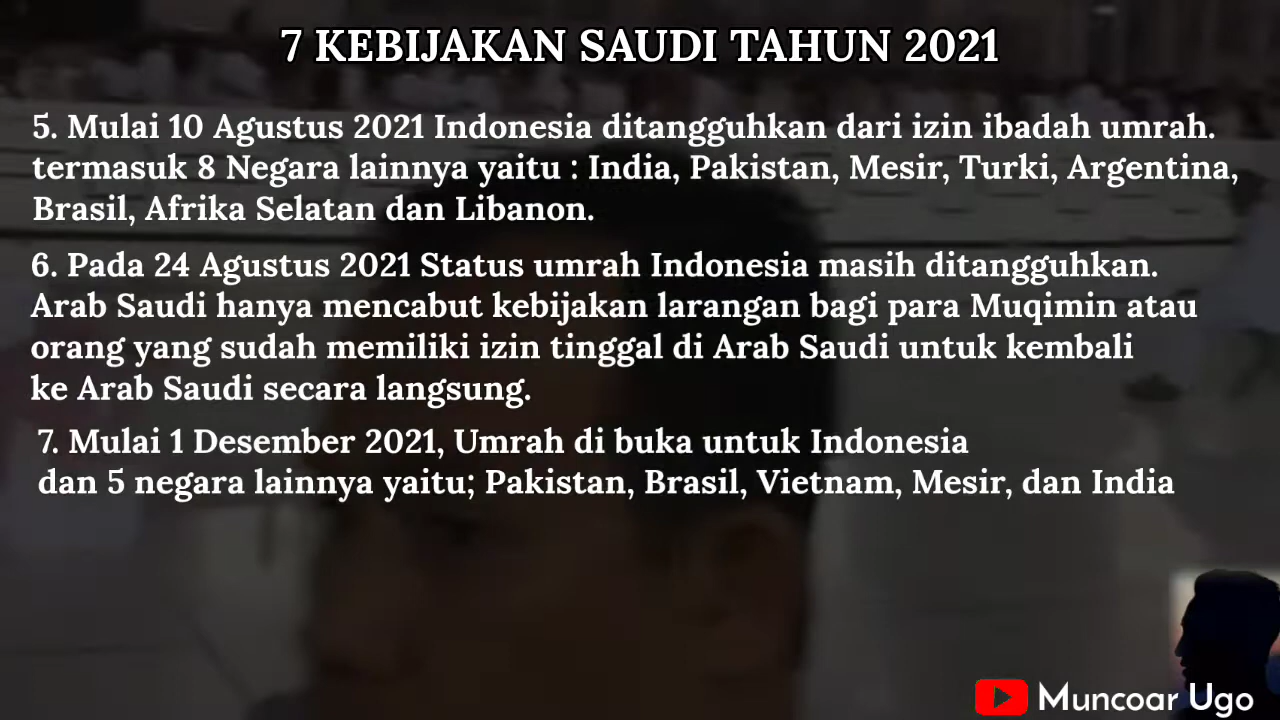 7 KEBIJAKAN SAUDI TAHUN 2021
5. Mulai 10 Agustus 2021 Indonesia ditangguhkan dari izin ibadah umrah.
termasuk 8 Negara lainnya yaitu : India, Pakistan, Mesir, Turki, Argentina,
Brasil, Afrika Selatan dan Libanon.
6. Pada 24 Agustus 2021 Status umrah Indonesia masih ditangguhkan.
Arab Saudi hanya mencabut kebijakan larangan bagi para Muqimin atau
orang yang sudah memiliki izin tinggal di Arab Saudi untuk kembali
ke Arab Saudi secara langsung.
7. Mulai 1 Desember 2021, Umrah di buka untuk Indonesia
dan 5 negara lainnya yaitu; Pakistan, Brasil, Vietnam, Mesir, dan India
Muncoar Ugo